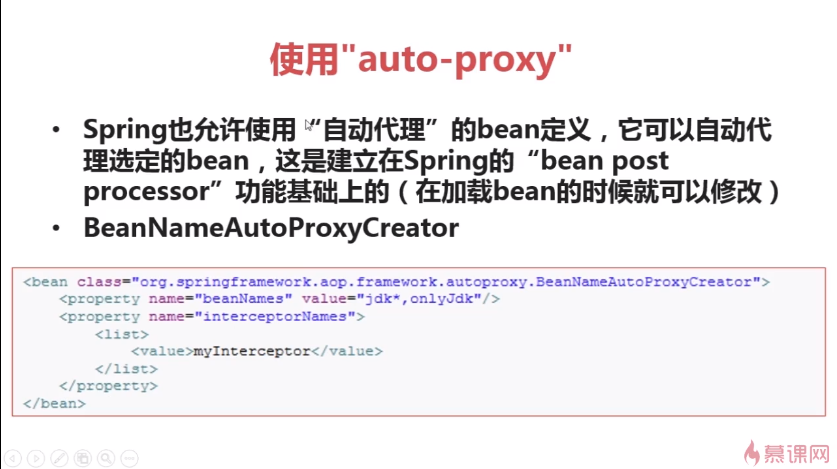 使用"auto-proxy"
• Spring也允许使用“自动代理”的bean定义，它可以自动代
理选定的bean，这是建立在Spring的“bean post
processor”功能基础上的（在加载bean的时候就可以修改）
• BeanNameAutoProxyCreator
<bean class="org.springframework.aop.framework.autoproxy.BeanNameAutoProxyCreator">
<property name="beanNames" value="jdk*,onlyJdk"/>
<property name="interceptorNames">
<list>
<value>myInterceptor</value>
</list>
</property>
</bean>
慕课网